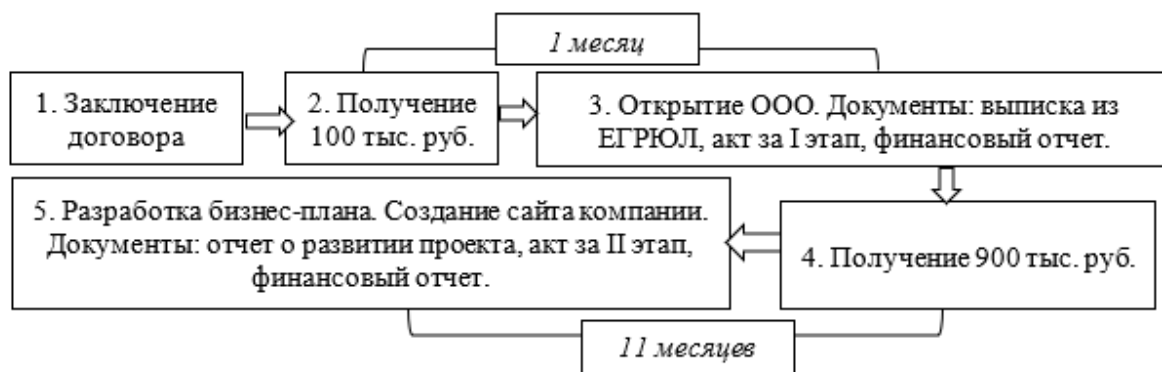 1 месяц
1. Заключение
договора
2. Получение
100 тыс. руб.
3. Открытие ООО. Документы: выписка из
ЕГРЮЛ, акт за I этап, финансовый отчет.
4. Получение 900 тыс. руб.
5. Разработка бизнес-плана. Создание сайта компании.
Документы: отчет о развитии проекта, акт за II этап,
финансовый отчет.
11 месяцев